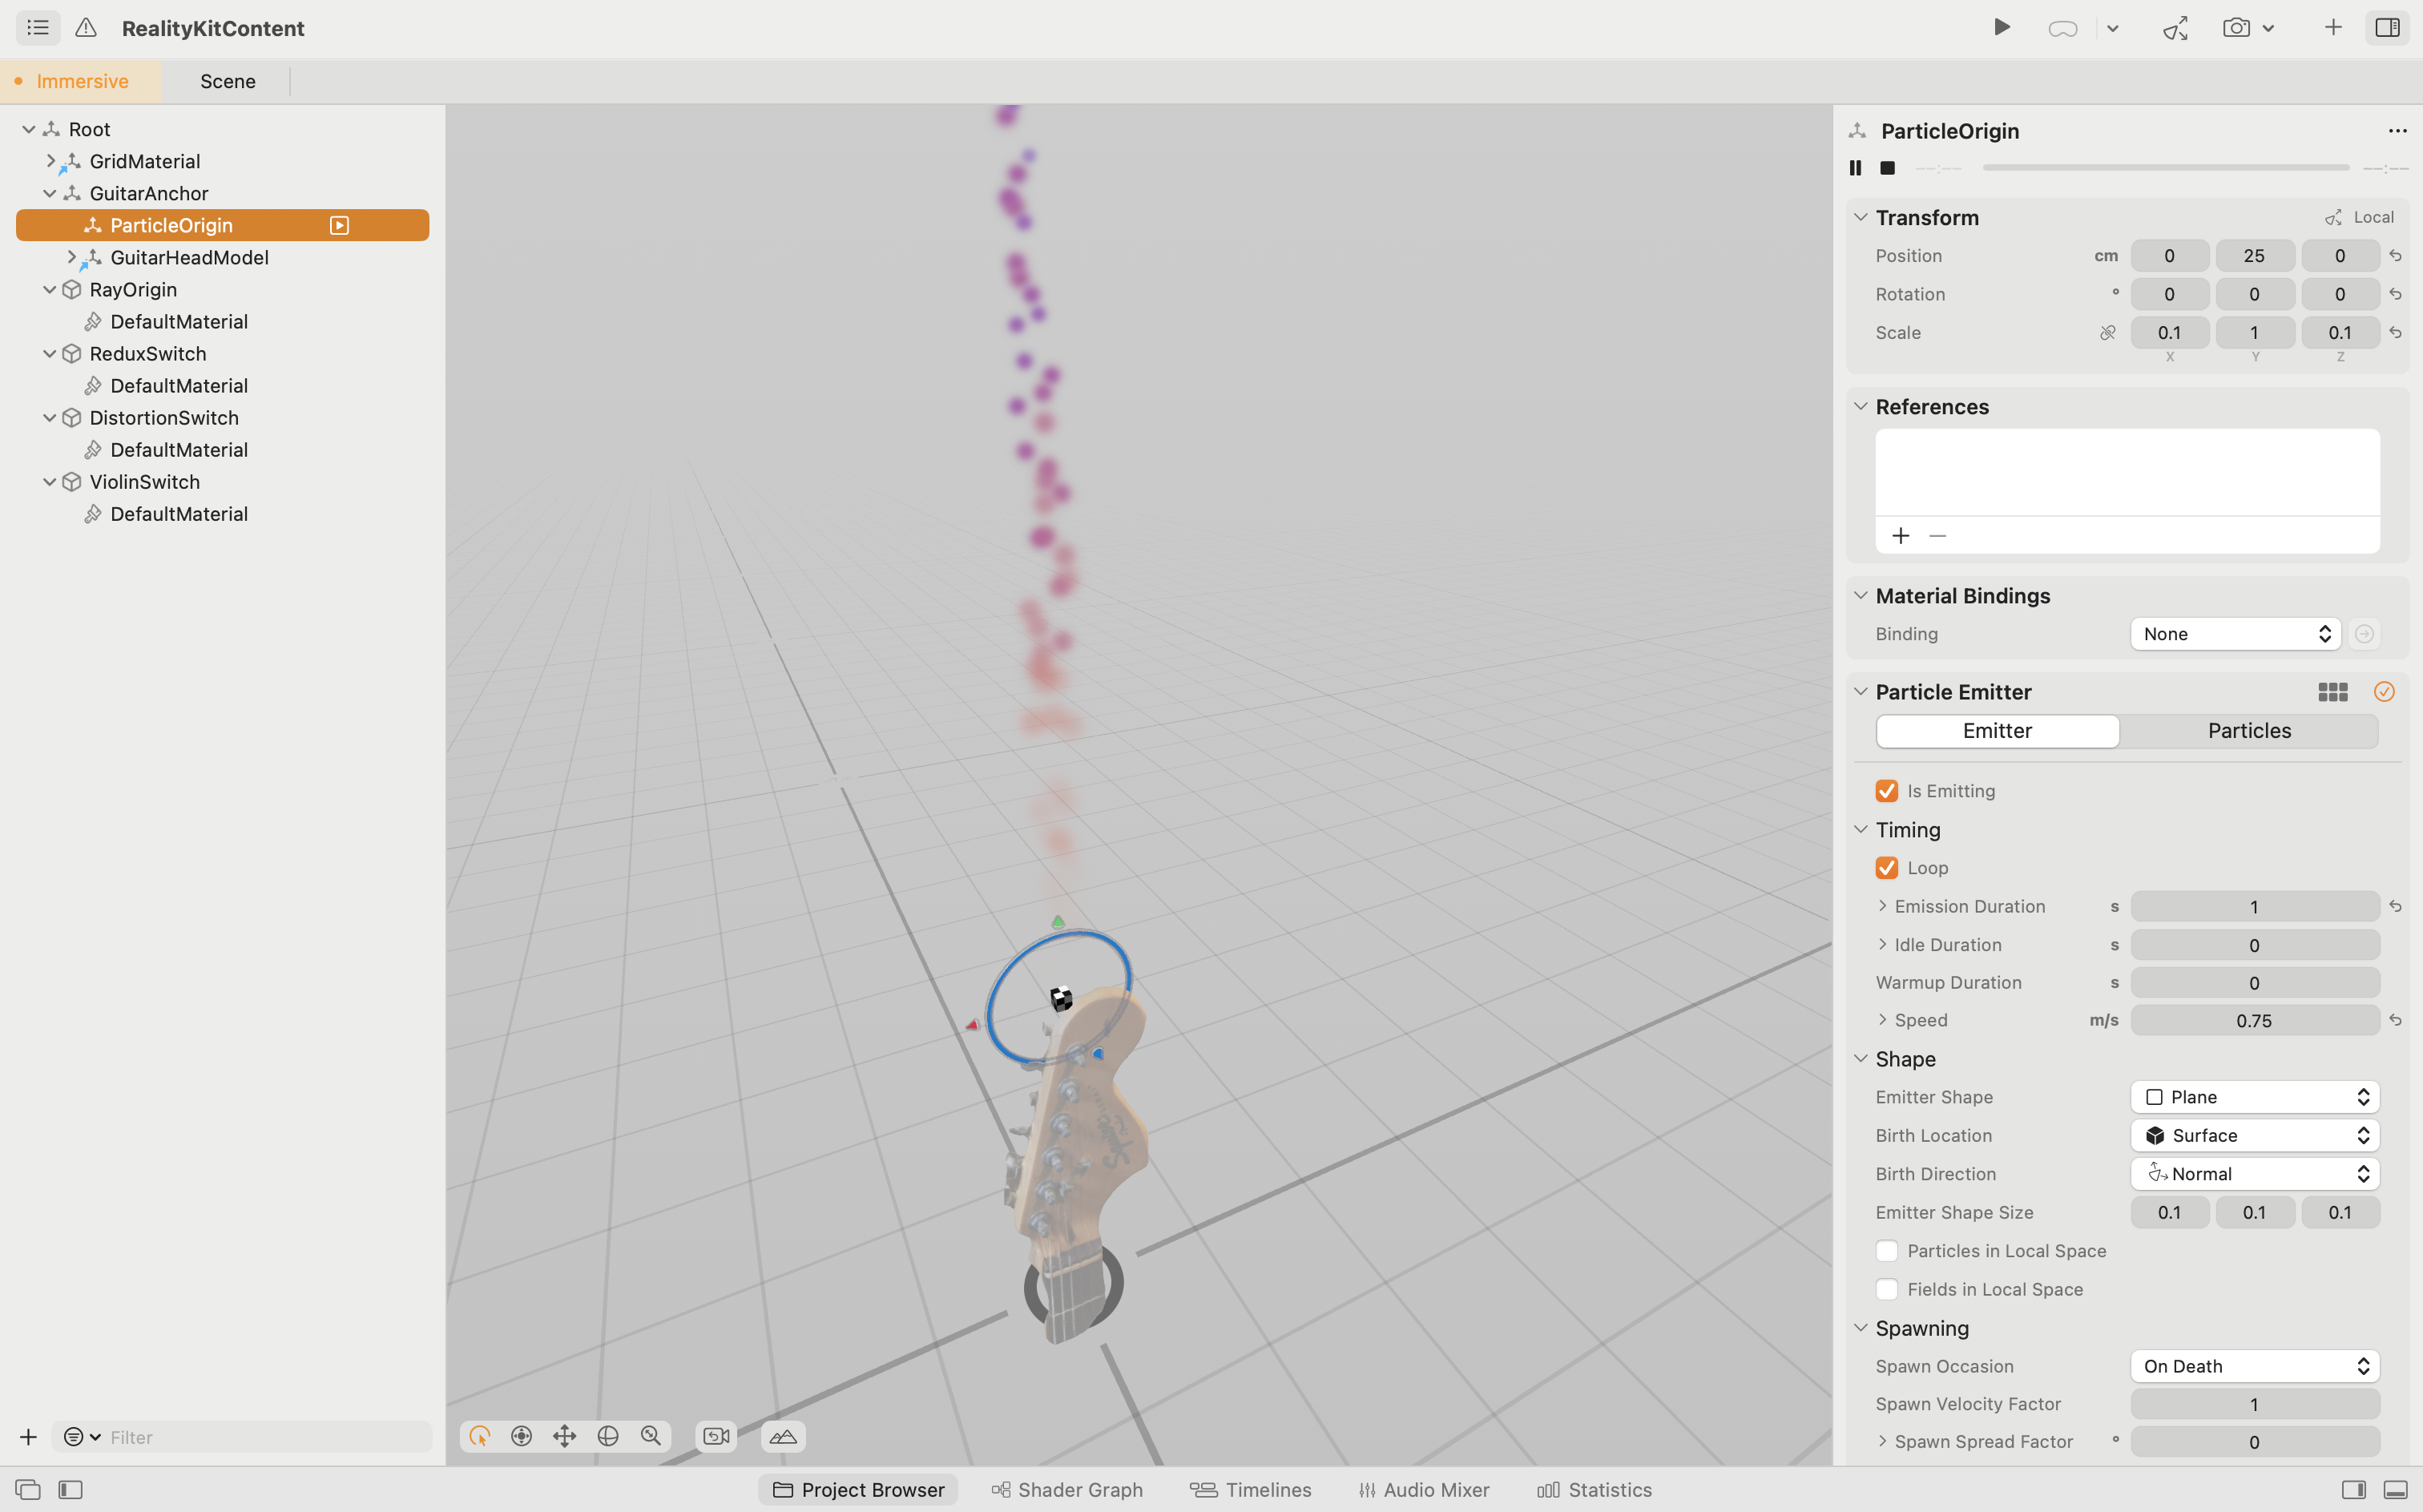 RealityKitContent
Immersive
Scene
Root
GridMaterial
GuitarAnchor
ParticleOrigin
GuitarHeadModel
RayOrigin
DefaultMaterial
ReduxSwitch
DefaultMaterial
DistortionSwitch
DefaultMaterial
ViolinSwitch
DefaultMaterial
Filter
ParticleOrigin
--:-- --:--
Transform Local
Position cm 0 25 0
Rotation ° 0 0 0
Scale 0.1 1 0.1
X Y Z
References
Material Bindings
Binding None
Particle Emitter
Emitter Particles
Is Emitting
Timing
Loop
Emission Duration s 1
Idle Duration s 0
Warmup Duration s 0
Speed m/s 0.75
Shape
Emitter Shape Plane
Birth Location Surface
Birth Direction Normal
Emitter Shape Size 0.1 0.1 0.1
Particles in Local Space
Fields in Local Space
Spawning
Spawn Occasion On Death
Spawn Velocity Factor 1
Spawn Spread Factor ° 0
Project Browser Shader Graph Timelines Audio Mixer Statistics